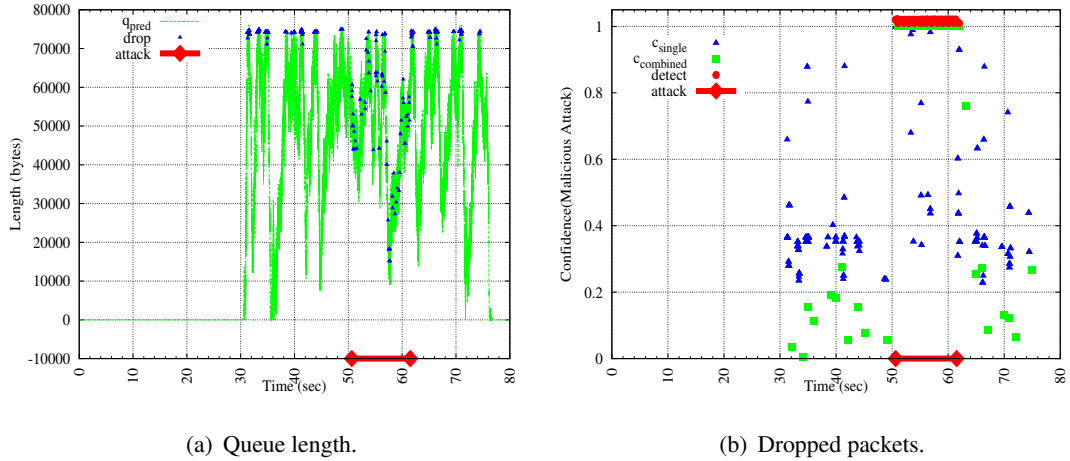 80000
70000
60000
50000
40000
30000
20000
10000
0
-10000
Length (bytes)
q_pred
drop
attack
0
10
20
30
40
50
60
70
80
Time (sec)
(a) Queue length.
1
0.8
0.6
0.4
0.2
0
Confidence(Malicious Attack)
c_single
c_combined
detect
attack
0
10
20
30
40
50
60
70
80
Time (sec)
(b) Dropped packets.